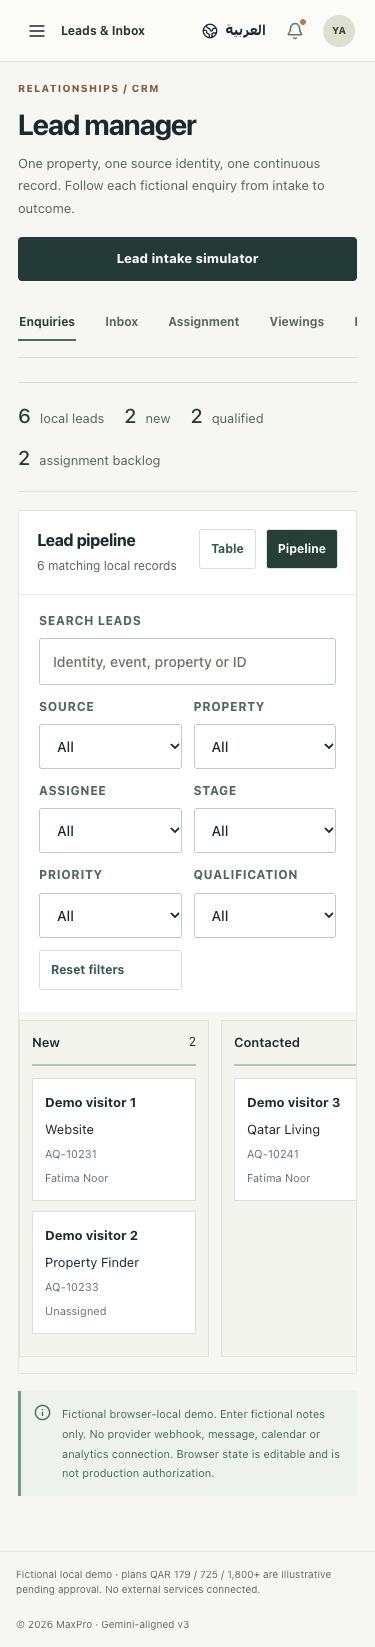 Leads & Inbox
العربية
YA
RELATIONSHIPS / CRM
Lead manager
One property, one source identity, one continuous
record. Follow each fictional enquiry from intake to
outcome.
Lead intake simulator
Enquiries Inbox Assignment Viewings
6 local leads 2 new 2 qualified
2 assignment backlog
Lead pipeline
6 matching local records
Table
Pipeline
SEARCH LEADS
Identity, event, property or ID
SOURCE PROPERTY
All All
ASSIGNEE STAGE
All All
PRIORITY QUALIFICATION
All All
Reset filters
New 2
Demo visitor 1
Website
AQ-10231
Fatima Noor
Demo visitor 2
Property Finder
AQ-10233
Unassigned
Contacted
Demo visitor 3
Qatar Living
AQ-10241
Fatima Noor
Fictional browser-local demo. Enter fictional notes
only. No provider webhook, message, calendar or
analytics connection. Browser state is editable and is
not production authorization.
Fictional local demo · plans QAR 179 / 725 / 1,800+ are illustrative
pending approval. No external services connected.
© 2026 MaxPro · Gemini-aligned v3